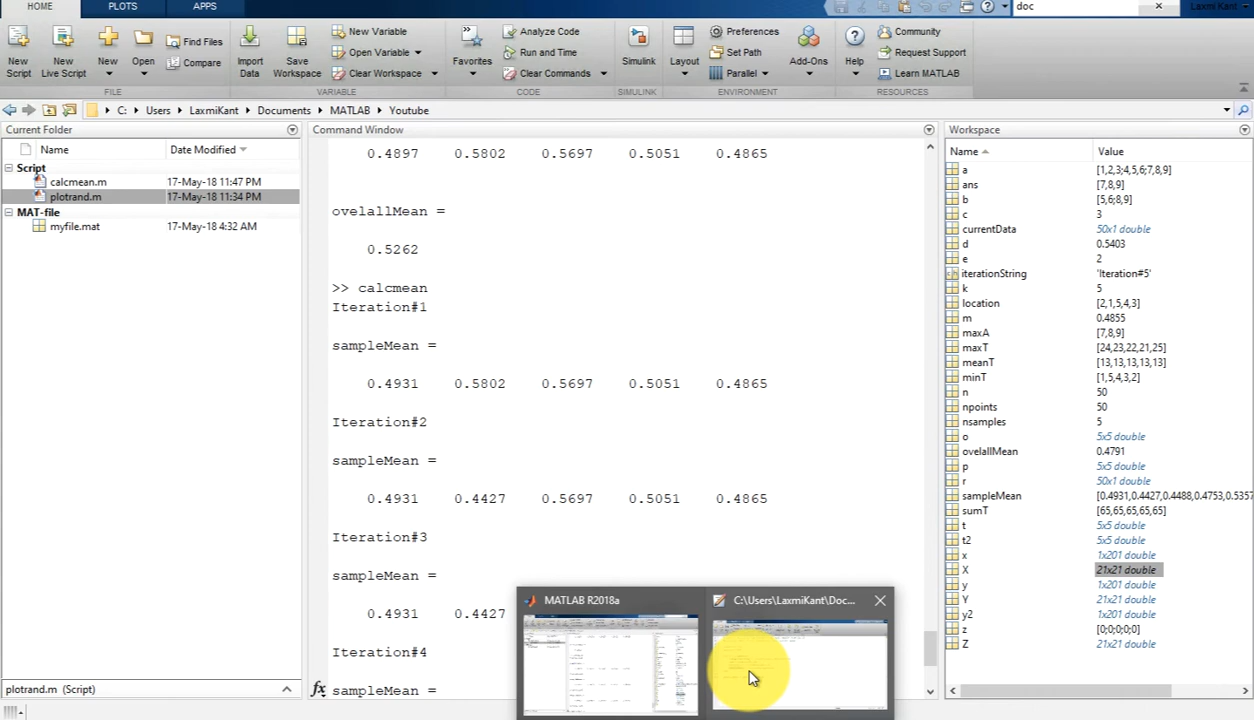 HOME PLOTS APPS doc Laxmi Kant
New Script
New Live Script
New
Open
Find Files
Compare
FILE
Import Data
Save Workspace
New Variable
Open Variable
Clear Workspace
VARIABLE
Favorites
Analyze Code
Run and Time
Clear Commands
CODE
Simulink
SIMULINK
Layout
Preferences
Set Path
Parallel
Add-Ons
ENVIRONMENT
Help
Community
Request Support
Learn MATLAB
RESOURCES
C: Users LaxmiKant Documents MATLAB Youtube
Current Folder
Name Date Modified
Script
calcmean.m 17-May-18 11:47 PM
plotrand.m 17-May-18 11:34 PM
MAT-file
myfile.mat 17-May-18 4:32 AM
plotrand.m (Script)
Command Window
0.4897 0.5802 0.5697 0.5051 0.4865
ovelallMean =
0.5262
>> calcmean
Iteration#1
sampleMean =
0.4931 0.5802 0.5697 0.5051 0.4865
Iteration#2
sampleMean =
0.4931 0.4427 0.5697 0.5051 0.4865
Iteration#3
sampleMean =
0.4931 0.4427
Iteration#4
sampleMean =
fx
MATLAB R2018a
C:\Users\LaxmiKant\Doc...
Workspace
Name Value
a [1,2,3;4,5,6;7,8,9]
ans [7,8,9]
b [5,6;8,9]
c 3
currentData 50x1 double
d 0.5403
e 2
iterationString 'Iteration#5'
k 5
location [2,1,5,4,3]
m 0.4855
maxA [7,8,9]
maxT [24,23,22,21,25]
meanT [13,13,13,13,13]
minT [1,5,4,3,2]
n 50
npoints 50
nsamples 5
o 5x5 double
ovelallMean 0.4791
p 5x5 double
r 50x1 double
sampleMean [0.4931,0.4427,0.4488,0.4753,0.5357
sumT [65,65,65,65,65]
t 5x5 double
t2 5x5 double
x 1x201 double
X 21x21 double
y 1x201 double
Y 21x21 double
y2 1x201 double
z [0;0;0;0]
Z 21x21 double